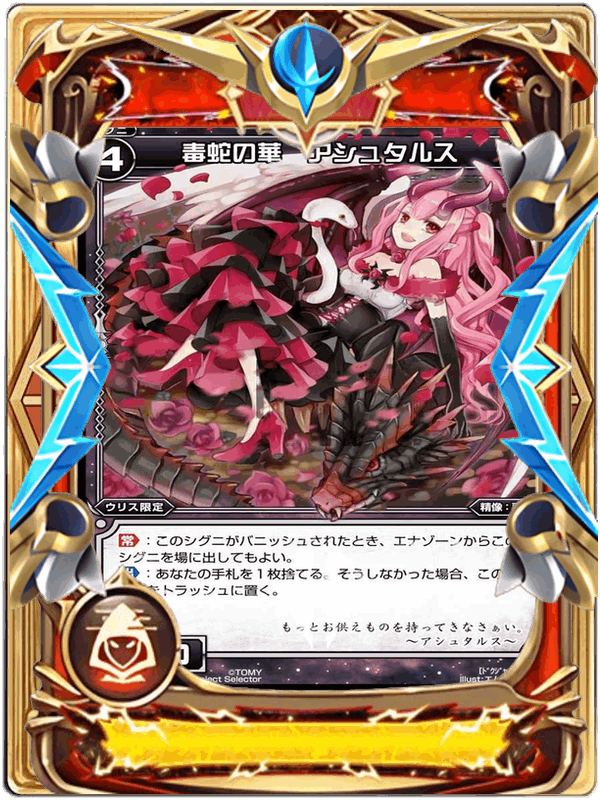 4
毒蛇の華 アシュタルス
ウリス限定
精像:
常:このシグニがバニッシュされたとき、エナゾーンからこ
シグニを場に出してもよい。
:あなたの手札を1枚捨てる。そうしなかった場合、この
をトラッシュに置く。
もっとお供えものを持ってきなさぁい。
～アシュタルス～
©TOMY
lect Selector
illust:エ